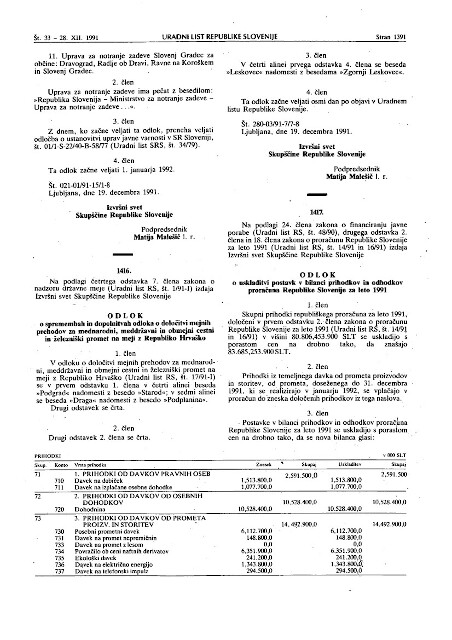 Št. 33 – 28. XII. 1991 URADNI LIST REPUBLIKE SLOVENIJE Stran 1391
11. Uprava za notranje zadeve Slovenj Gradec za
občine: Dravograd, Radlje ob Dravi, Ravne na Koroškem
in Slovenj Gradec.
2. člen
Uprava za notranje zadeve ima pečat z besedilom:
»Republika Slovenija – Ministrstvo za notranje zadeve –
Uprava za notranje zadeve . . .«.
3. člen
Z dnem, ko začne veljati ta odlok, preneha veljati
odločba o ustanovitvi uprav javne varnosti v SR Sloveniji,
št. 01/1-S-22/40-B-58/77 (Uradni list SRS, št. 34/79).
4. člen
Ta odlok začne veljati 1. januarja 1992.
Št. 021-01/91-15/1-8
Ljubljana, dne 19. decembra 1991.
Izvršni svet
Skupščine Republike Slovenije
Podpredsednik
Matija Malešič l. r.
1416.
Na podlagi četrtega odstavka 7. člena zakona o
nadzoru državne meje (Uradni list RS, št. 1/91-I) izdaja
Izvršni svet Skupščine Republike Slovenije
ODLOK
o spremembah in dopolnitvah odloka o določitvi mejnih
prehodov za mednarodni, meddržavni in obmejni cestni
in železniški promet na meji z Republiko Hrvaško
1. člen
V odloku o določitvi mejnih prehodov za mednarod-
ni, meddržavni in obmejni cestni in železniški promet na
meji z Republiko Hrvaško (Uradni list RS, št. 17/91-I)
se v prvem odstavku 1. člena v četrti alinei beseda
»Podgrad« nadomesti z besedo »Starod«; v sedmi alinei
se beseda »Draga« nadomesti z besedo »Podplanina«.
Drugi odstavek se črta.
2. člen
Drugi odstavek 2. člena se črta.
3. člen
V četrti alinei prvega odstavka 4. člena se beseda
»Leskovec« nadomesti z besedama »Zgornji Leskovec«.
4. člen
Ta odlok začne veljati osmi dan po objavi v Uradnem
listu Republike Slovenije.
Št. 280-03/91-7/7-8
Ljubljana, dne 19. decembra 1991.
Izvršni svet
Skupščine Republike Slovenije
Podpredsednik
Matija Malešič l. r.
1417.
Na podlagi 24. člena zakona o financiranju javne
porabe (Uradni list RS, št. 48/90), drugega odstavka 2.
člena in 18. člena zakona o proračunu Republike Slovenije
za leto 1991 (Uradni list RS, št. 14/91 in 16/91) izdaja
Izvršni svet Skupščine Republike Slovenije
ODLOK
o uskladitvi postavk v bilanci prihodkov in odhodkov
proračuna Republike Slovenije za leto 1991
1. člen
Skupni prihodki republiškega proračuna za leto 1991,
določeni v prvem odstavku 2. člena zakona o proračunu
Republike Slovenije za leto 1991 (Uradni list RS, št. 14/91
in 16/91) v višini 80.806,453.900 SLT se uskladijo s
porastom cen na drobno tako, da znašajo
83.685,253.900 SLT.
2. člen
Prihodki iz temeljnega davka od prometa proizvodov
in storitev, od prometa, doseženega do 31. decembra
1991, ki se realizirajo v januarju 1992, se vplačajo v
proračun do zneska določenih prihodkov iz tega naslova.
3. člen
Postavke v bilanci prihodkov in odhodkov proračuna
Republike Slovenije za leto 1991 se uskladijo s porastom
cen na drobno tako, da se nova bilanca glasi:
PRIHODKI v 000 SLT
Skup. Konto Vrsta prihodka Znesek Skupaj Uskladitev Skupaj
71 1. PRIHODKI OD DAVKOV PRAVNIH OSEB 2,591.500,0 2,591.500
710 Davek na dobiček 1,513.800,0 1,513.800,0
711 Davek na izplačane osebne dohodke 1,077.700,0 1,077.700,0
72 2. PRIHODKI OD DAVKOV OD OSEBNIH
DOHODKOV 10,528.400,0 10,528.400,0
720 Dohodnina 10,528.400,0 10,528.400,0
73 3. PRIHODKI OD DAVKOV OD PROMETA
PROIZV. IN STORITEV 14,492.900,0 14,492.900,0
730 Posebni prometni davek 6,112.700,0 6,112.700,0
731 Davek na promet nepremičnin 148.800,0 148.800,0
733 Davek na promet z lesom 0,0 0,0
734 Povračilo ob ceni naftnih derivatov 6,351.900,0 6,351.900,0
735 Ekološki davek 241.200,0 241.200,0
736 Davek na električno energijo 1,343.800,0 1,343.800,0
737 Davek na telefonski impulz 294.500,0 294.500,0